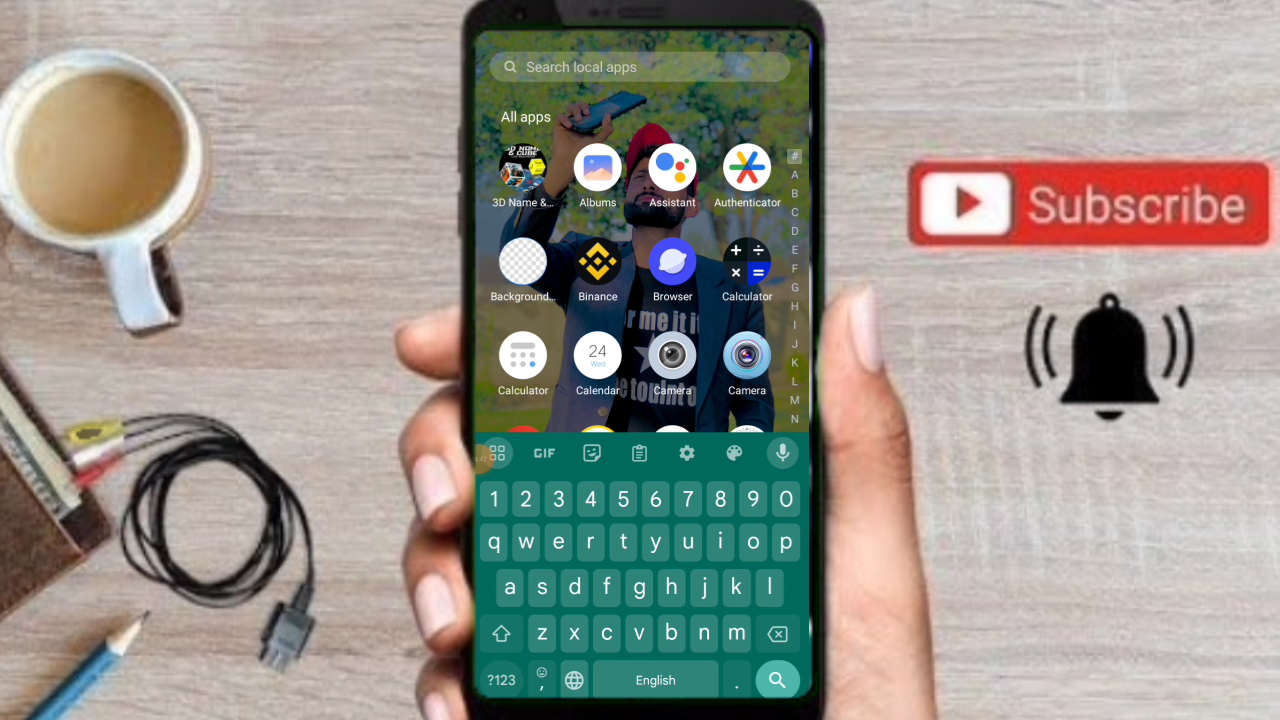 Search local apps
All apps
#
3D Name &... Albums Assistant Authenticator
A
B
C
D
Background... Binance Browser Calculator
E
F
G
H
I
24
Wed
J
K
Calculator Calendar Camera Camera
L
M
N
GIF
1 2 3 4 5 6 7 8 9 0
q w e r t y u i o p
a s d f g h j k l
z x c v b n m
?123 , English .
Subscribe